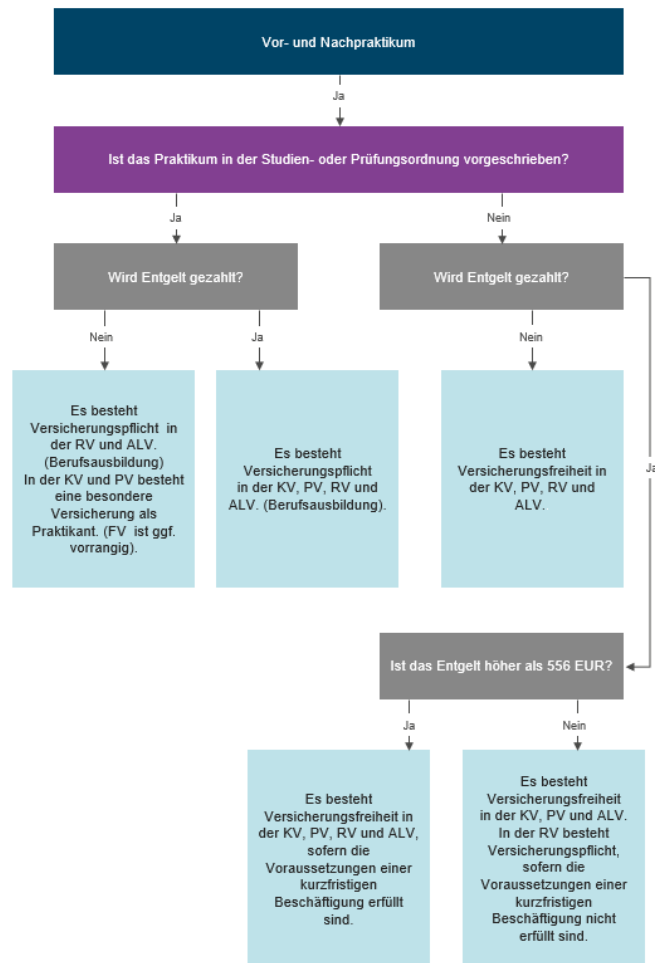 Vor- und Nachpraktikum
Ja
Ist das Praktikum in der Studien- oder Prüfungsordnung vorgeschrieben?
Ja
Nein
Wird Entgelt gezahlt?
Wird Entgelt gezahlt?
Nein
Ja
Nein
Ja
Es besteht
Versicherungspflicht in
der RV und ALV.
(Berufsausbildung)
In der KV und PV besteht
eine besondere
Versicherung als
Praktikant. (FV ist ggf.
vorrangig).
Es besteht
Versicherungspflicht
in der KV, PV, RV und
ALV. (Berufsausbildung).
Es besteht
Versicherungsfreiheit in
der KV, PV, RV und
ALV.
Ist das Entgelt höher als 556 EUR?
Ja
Nein
Es besteht
Versicherungsfreiheit in
der KV, PV, RV und ALV,
sofern die
Voraussetzungen einer
kurzfristigen
Beschäftigung erfüllt
sind.
Es besteht
Versicherungsfreiheit
in der KV, PV und ALV.
In der RV besteht
Versicherungspflicht,
sofern die
Voraussetzungen einer
kurzfristigen
Beschäftigung nicht
erfüllt sind.